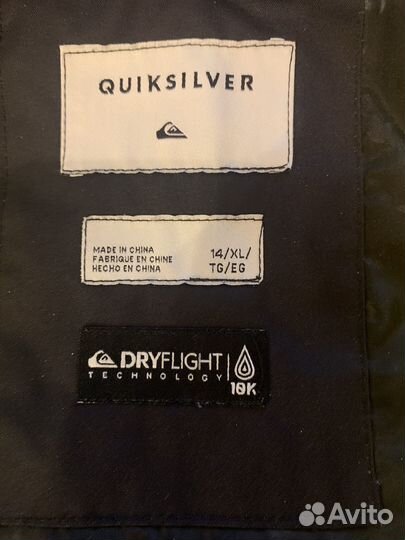 QUIKSILVER
MADE IN CHINA
FABRIQUE EN CHINE
HECHO EN CHINA
14/XL/
TG/EG
DRYFLIGHT
TECHNOLOGY
10K
Avito